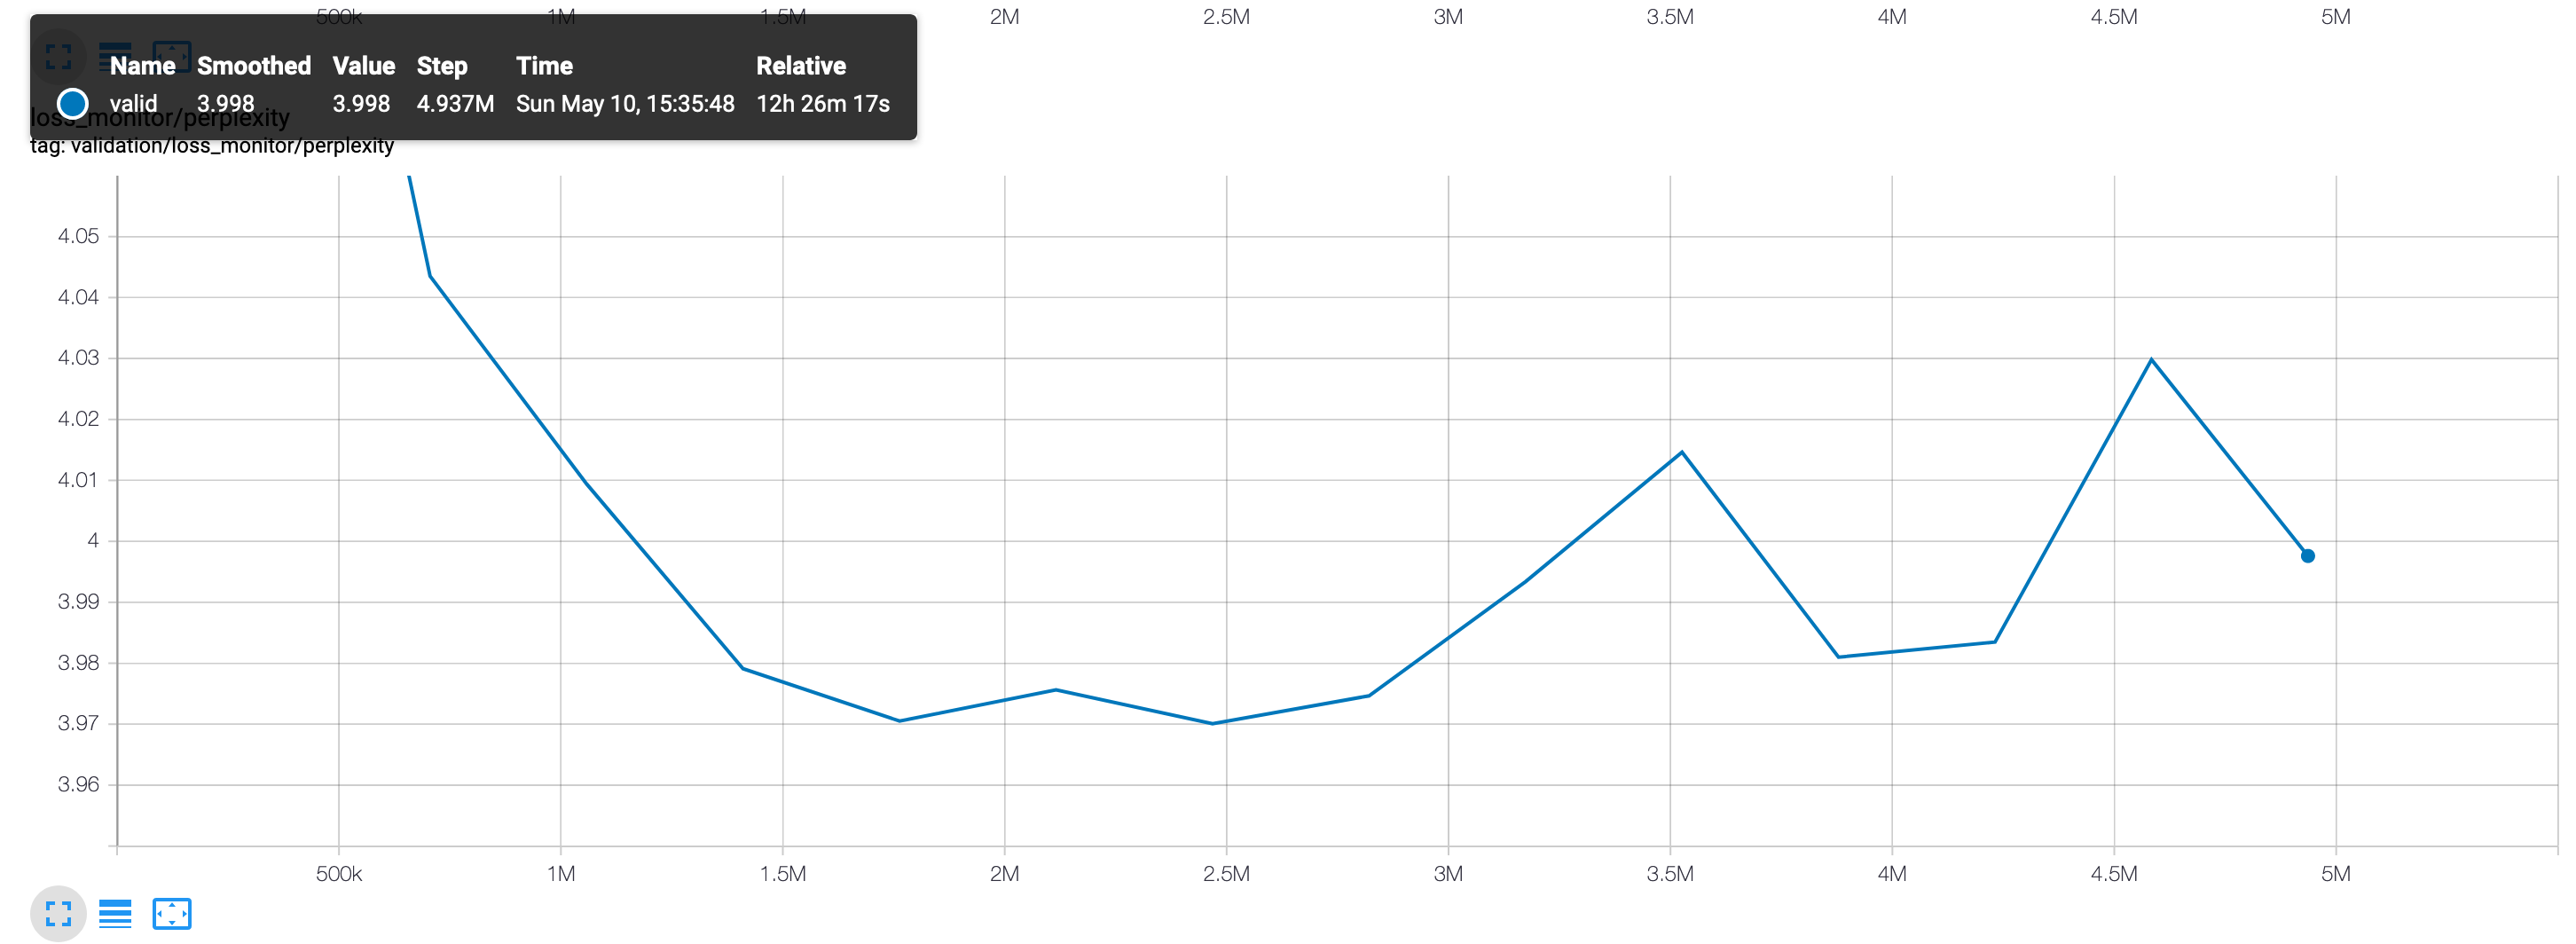 500k 1M 1.5M 2M 2.5M 3M 3.5M 4M 4.5M 5M
Name Smoothed Value Step Time Relative
valid 3.998 3.998 4.937M Sun May 10, 15:35:48 12h 26m 17s
loss_monitor/perplexity
tag: validation/loss_monitor/perplexity
4.05
4.04
4.03
4.02
4.01
4
3.99
3.98
3.97
3.96
500k 1M 1.5M 2M 2.5M 3M 3.5M 4M 4.5M 5M